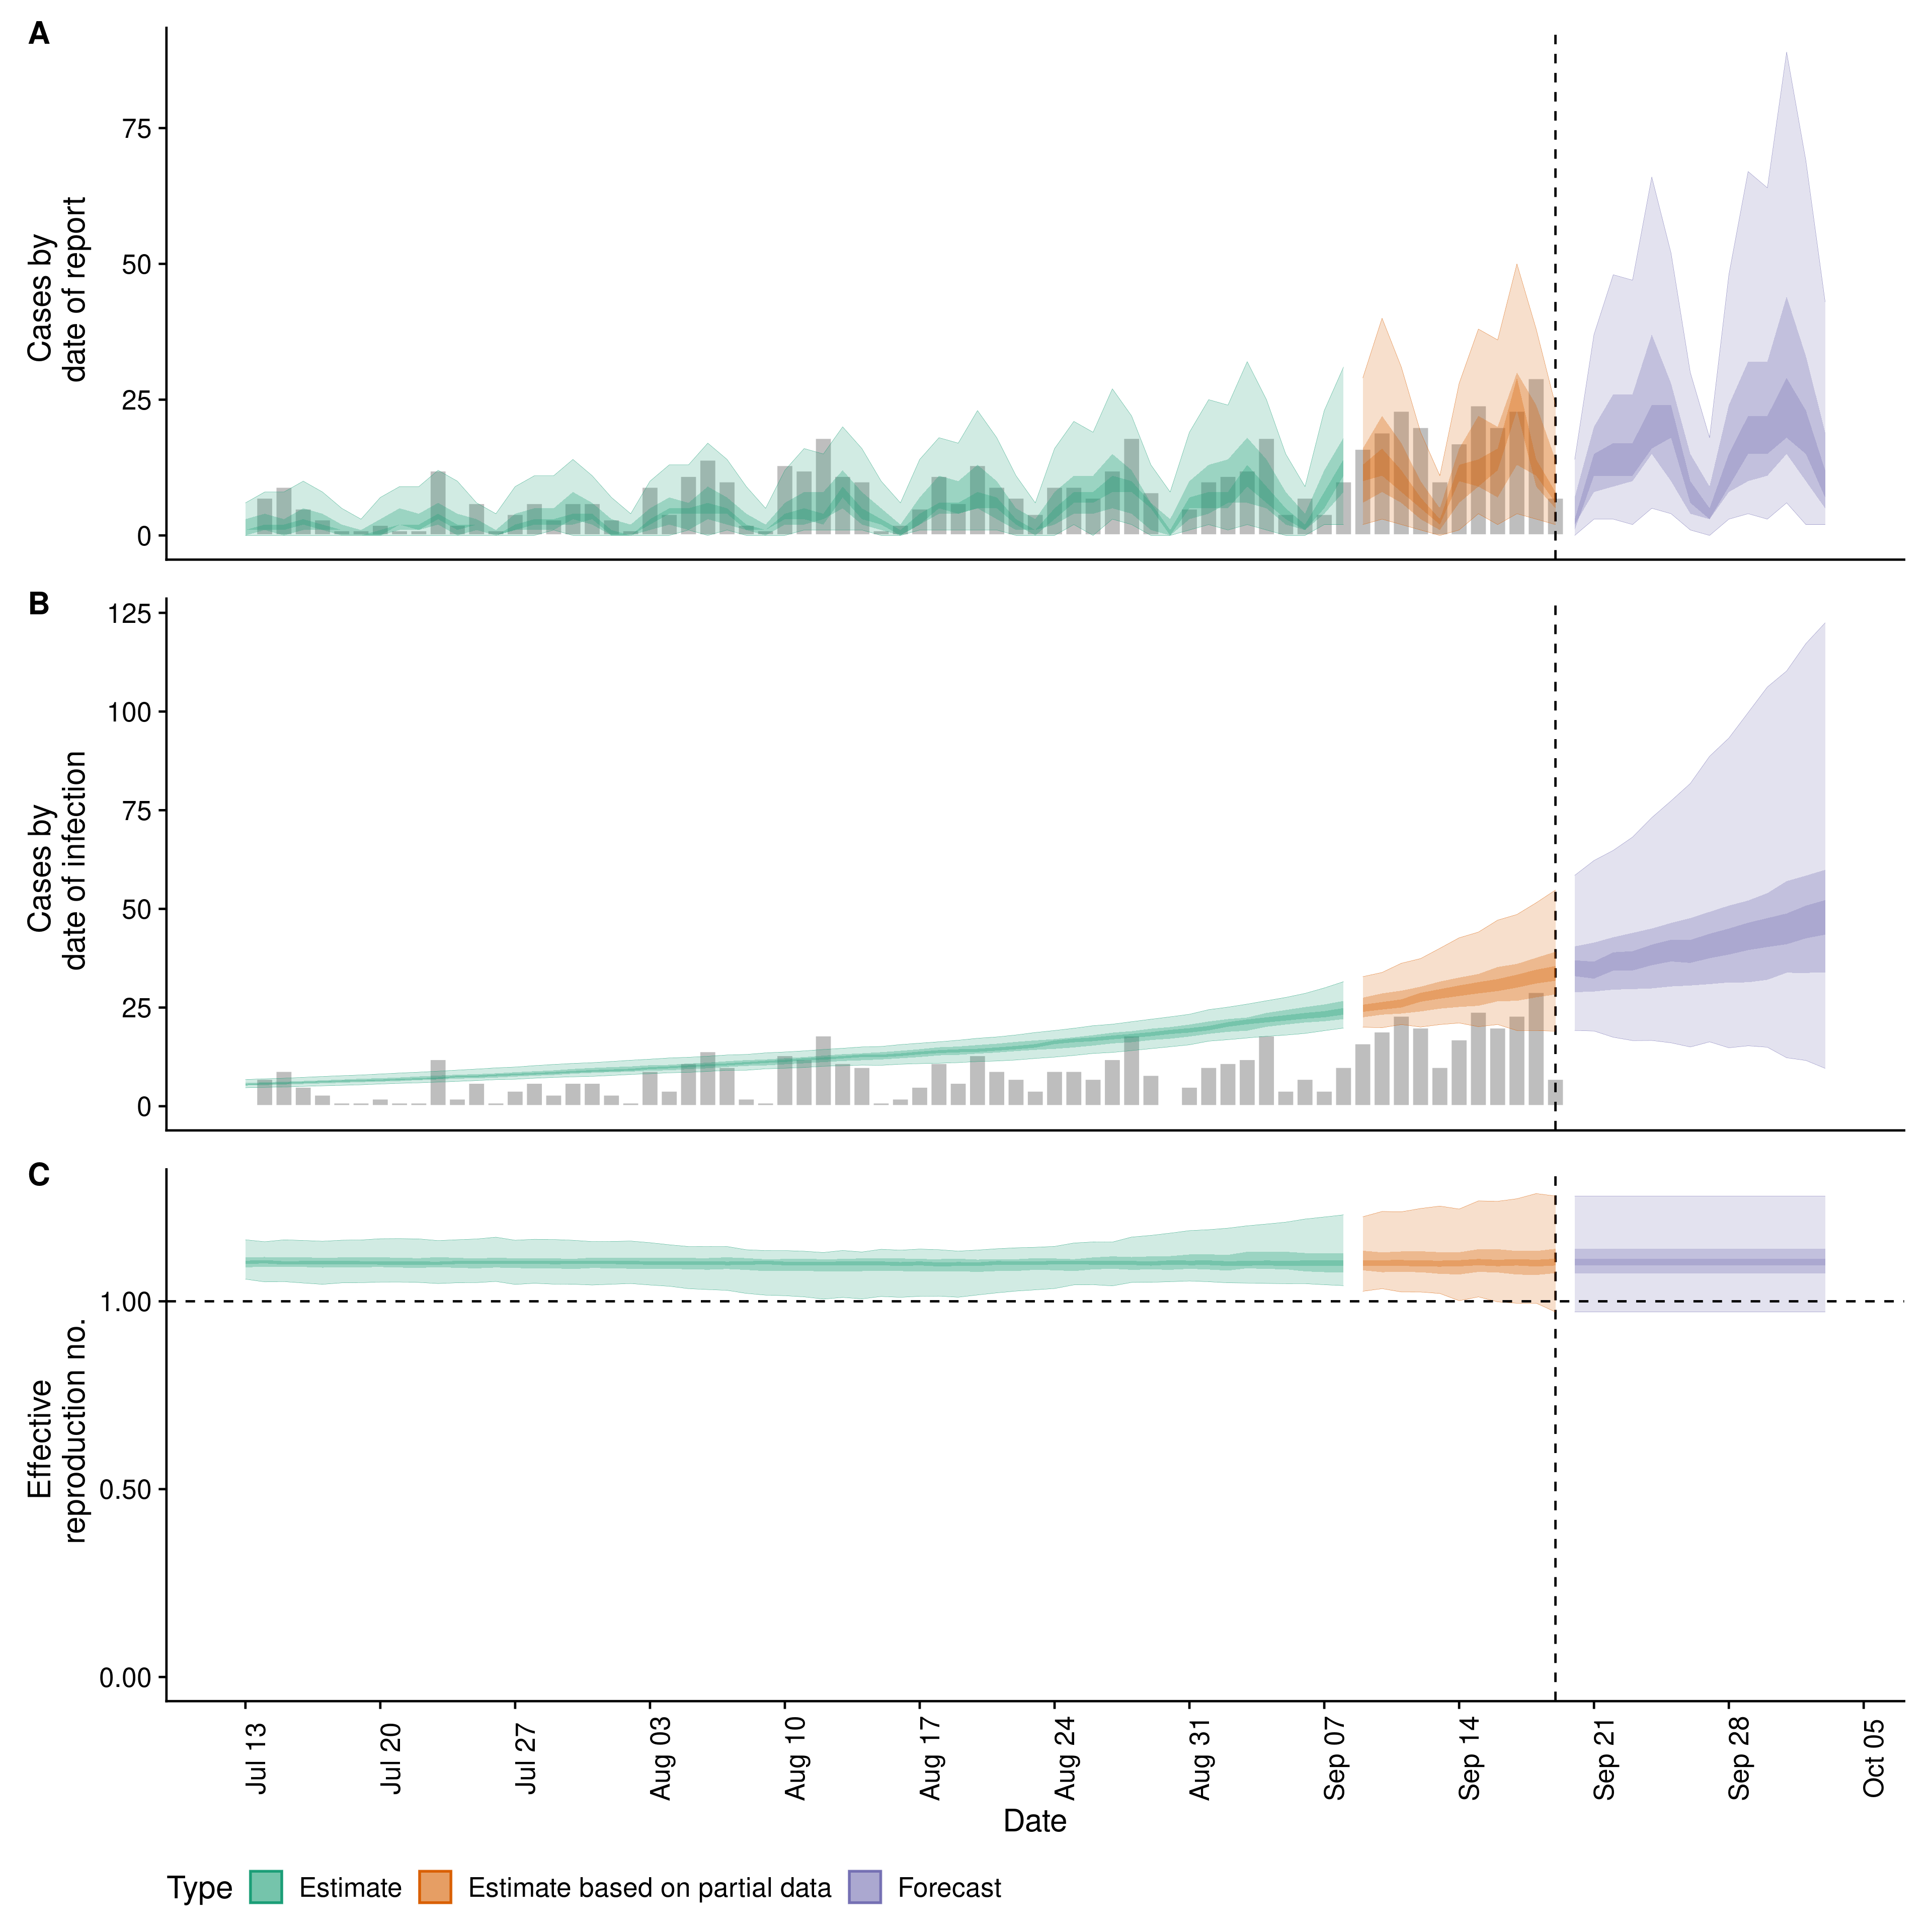 A
Cases by
date of report
75
50
25
0
B
Cases by
date of infection
125
100
75
50
25
0
C
Effective
reproduction no.
1.00
0.50
0.00
Jul 13
Jul 20
Jul 27
Aug 03
Aug 10
Aug 17
Aug 24
Aug 31
Sep 07
Sep 14
Sep 21
Sep 28
Oct 05
Date
Type Estimate Estimate based on partial data Forecast